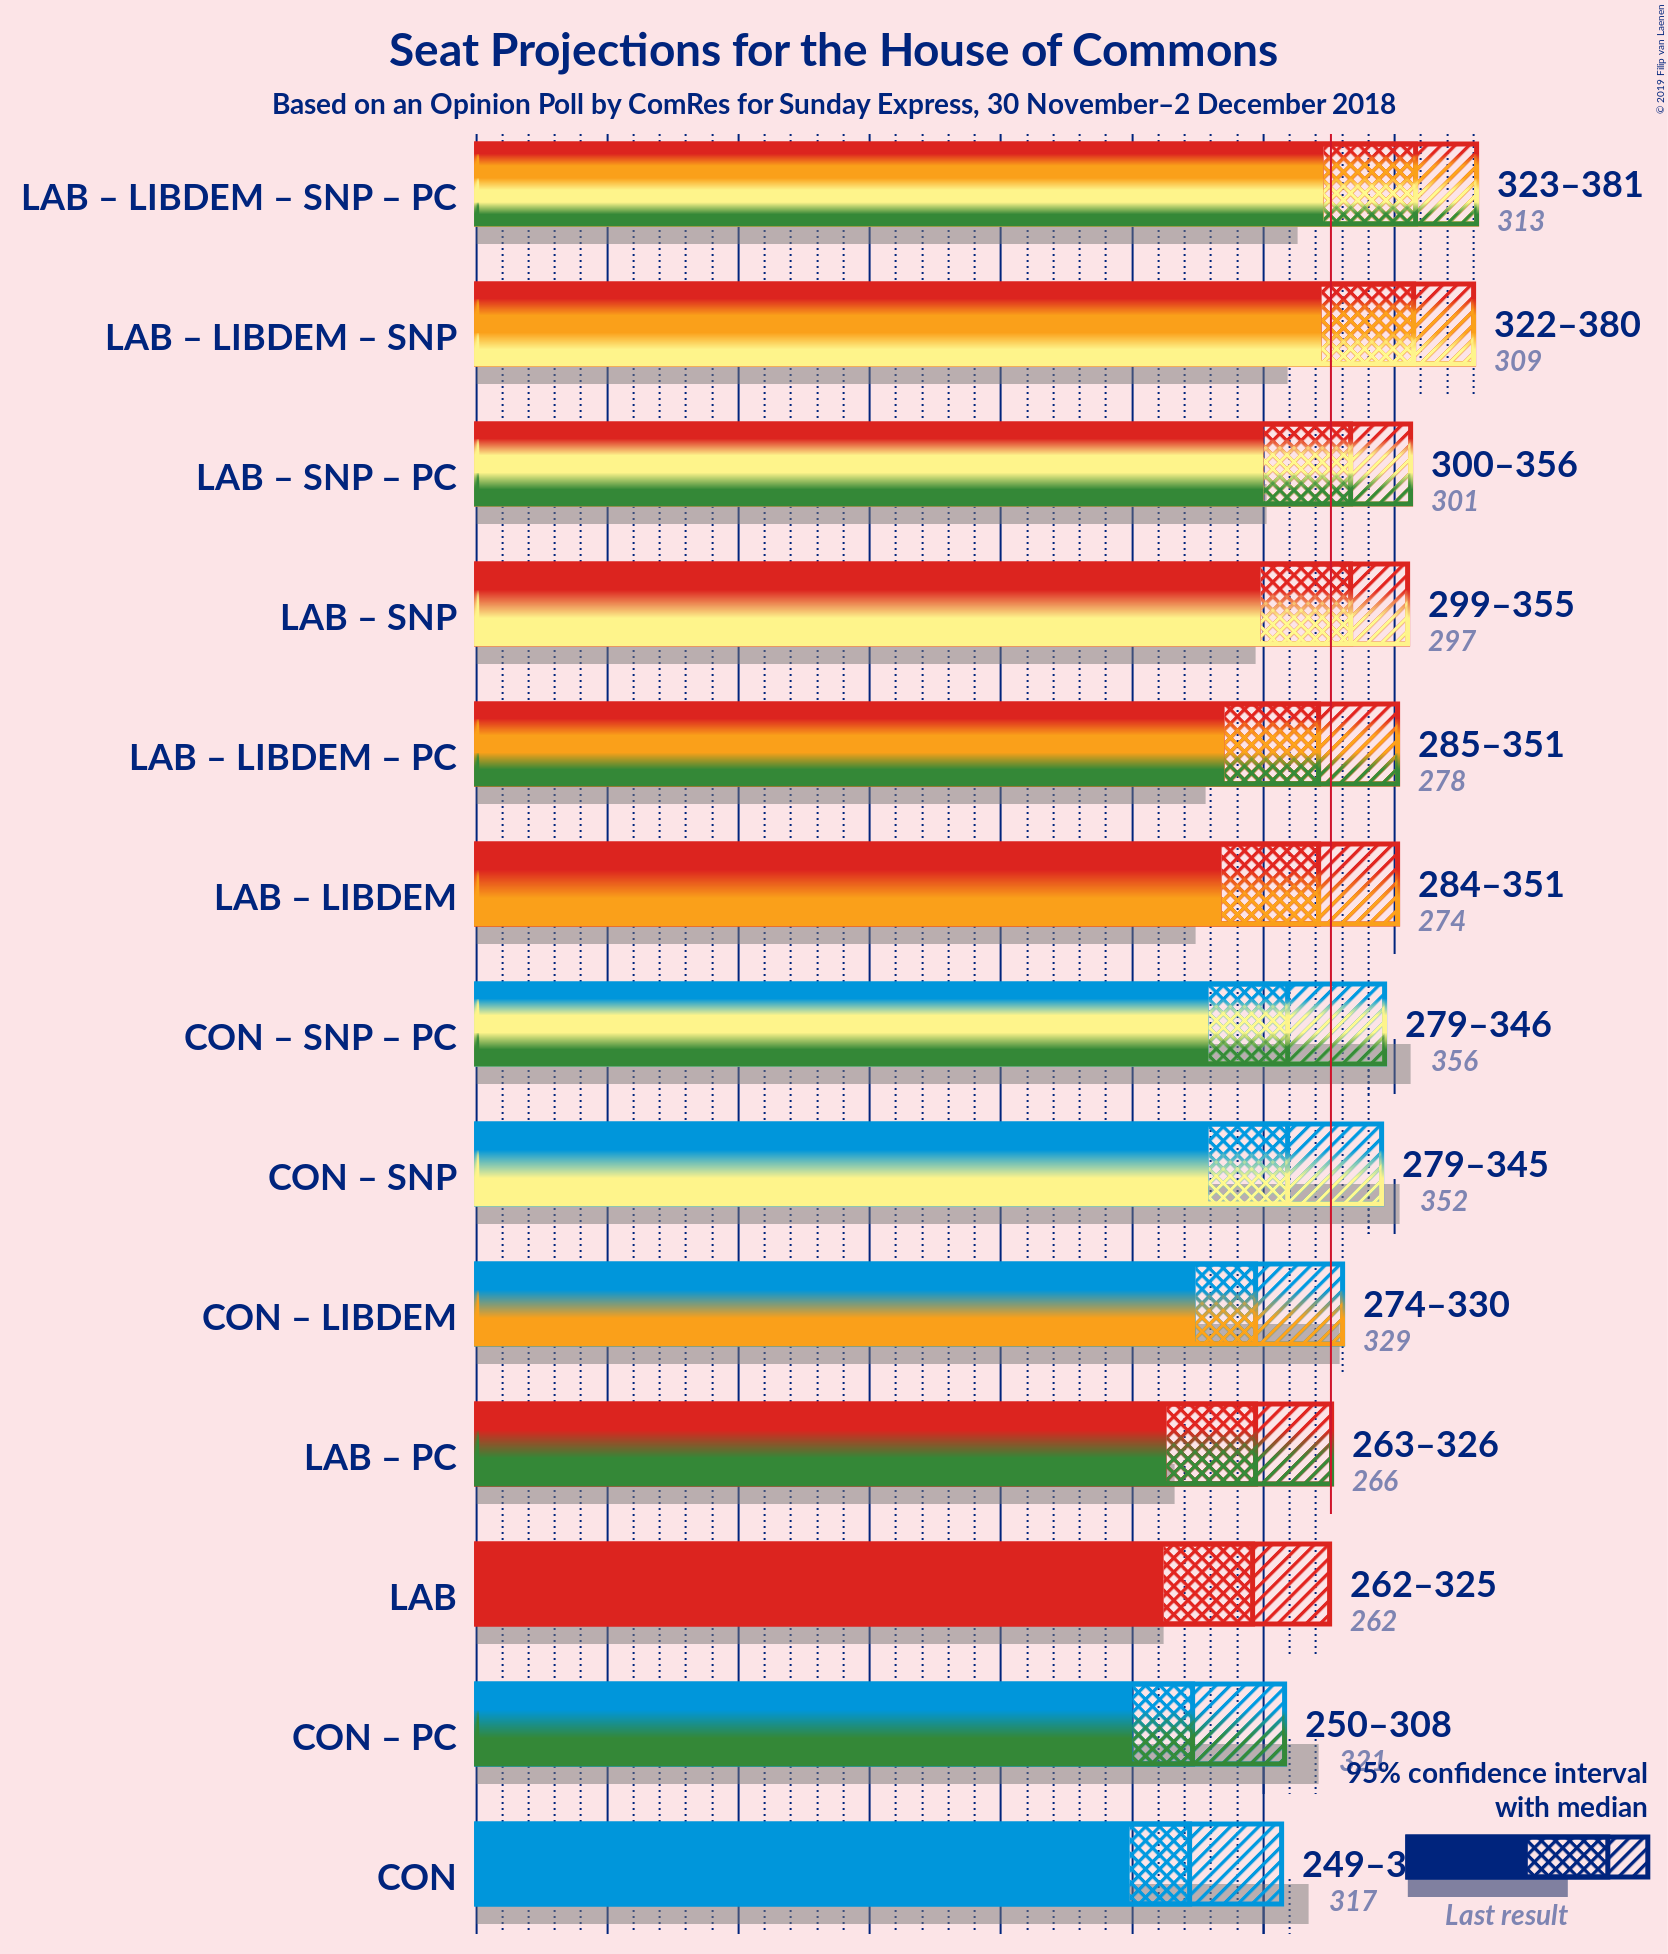 Seat Projections for the House of Commons
Based on an Opinion Poll by ComRes for Sunday Express, 30 November–2 December 2018
© 2019 Filip van Laenen
LAB – LIBDEM – SNP – PC
323–381
313
LAB – LIBDEM – SNP
322–380
309
LAB – SNP – PC
300–356
301
LAB – SNP
299–355
297
LAB – LIBDEM – PC
285–351
278
LAB – LIBDEM
284–351
274
CON – SNP – PC
279–346
356
CON – SNP
279–345
352
CON – LIBDEM
274–330
329
LAB – PC
263–326
266
LAB
262–325
262
CON – PC
250–308
321
95% confidence interval
with median
CON
249–3
317
Last result